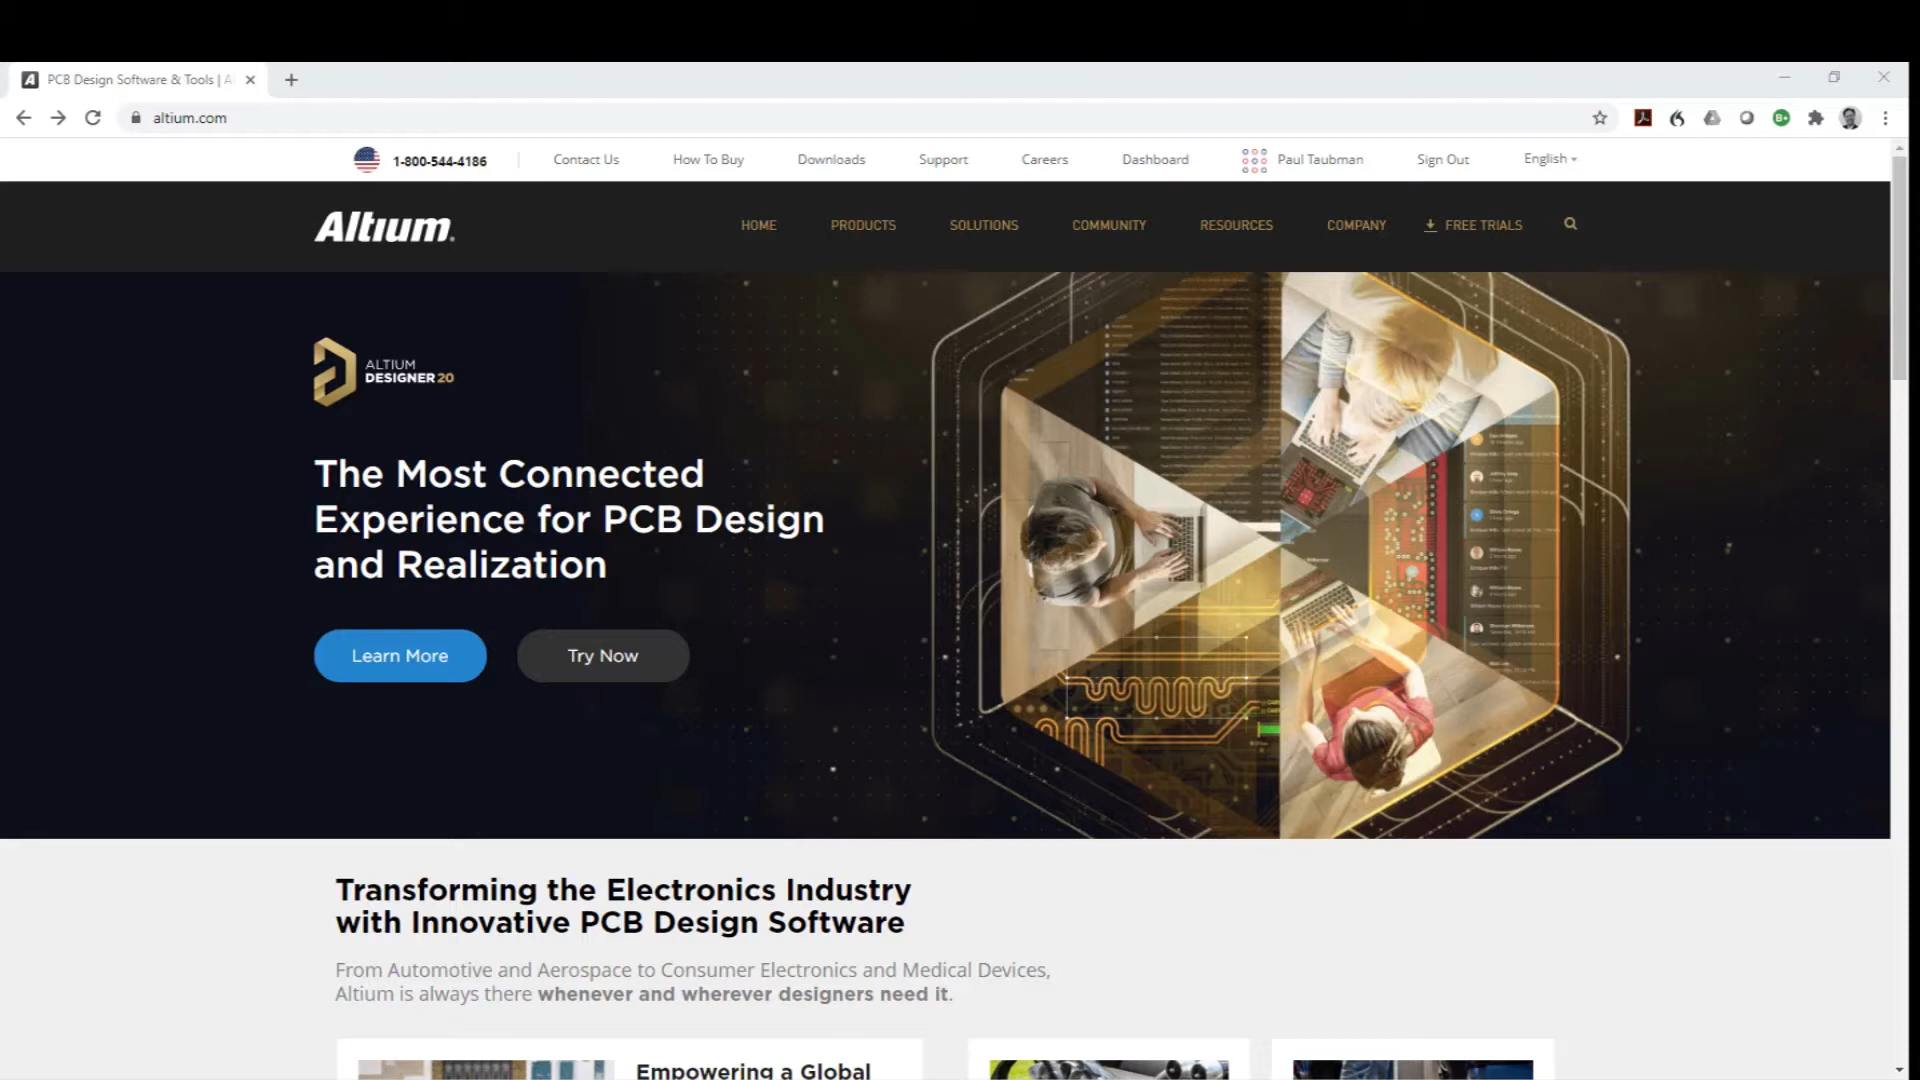 PCB Design Software & Tools | A
altium.com
1-800-544-4186 Contact Us How To Buy Downloads Support Careers Dashboard Paul Taubman Sign Out English
Altium.
HOME PRODUCTS SOLUTIONS COMMUNITY RESOURCES COMPANY FREE TRIALS
ALTIUM
DESIGNER 20
The Most Connected
Experience for PCB Design
and Realization
Learn More Try Now
Transforming the Electronics Industry
with Innovative PCB Design Software
From Automotive and Aerospace to Consumer Electronics and Medical Devices,
Altium is always there whenever and wherever designers need it.
Empowering a Global